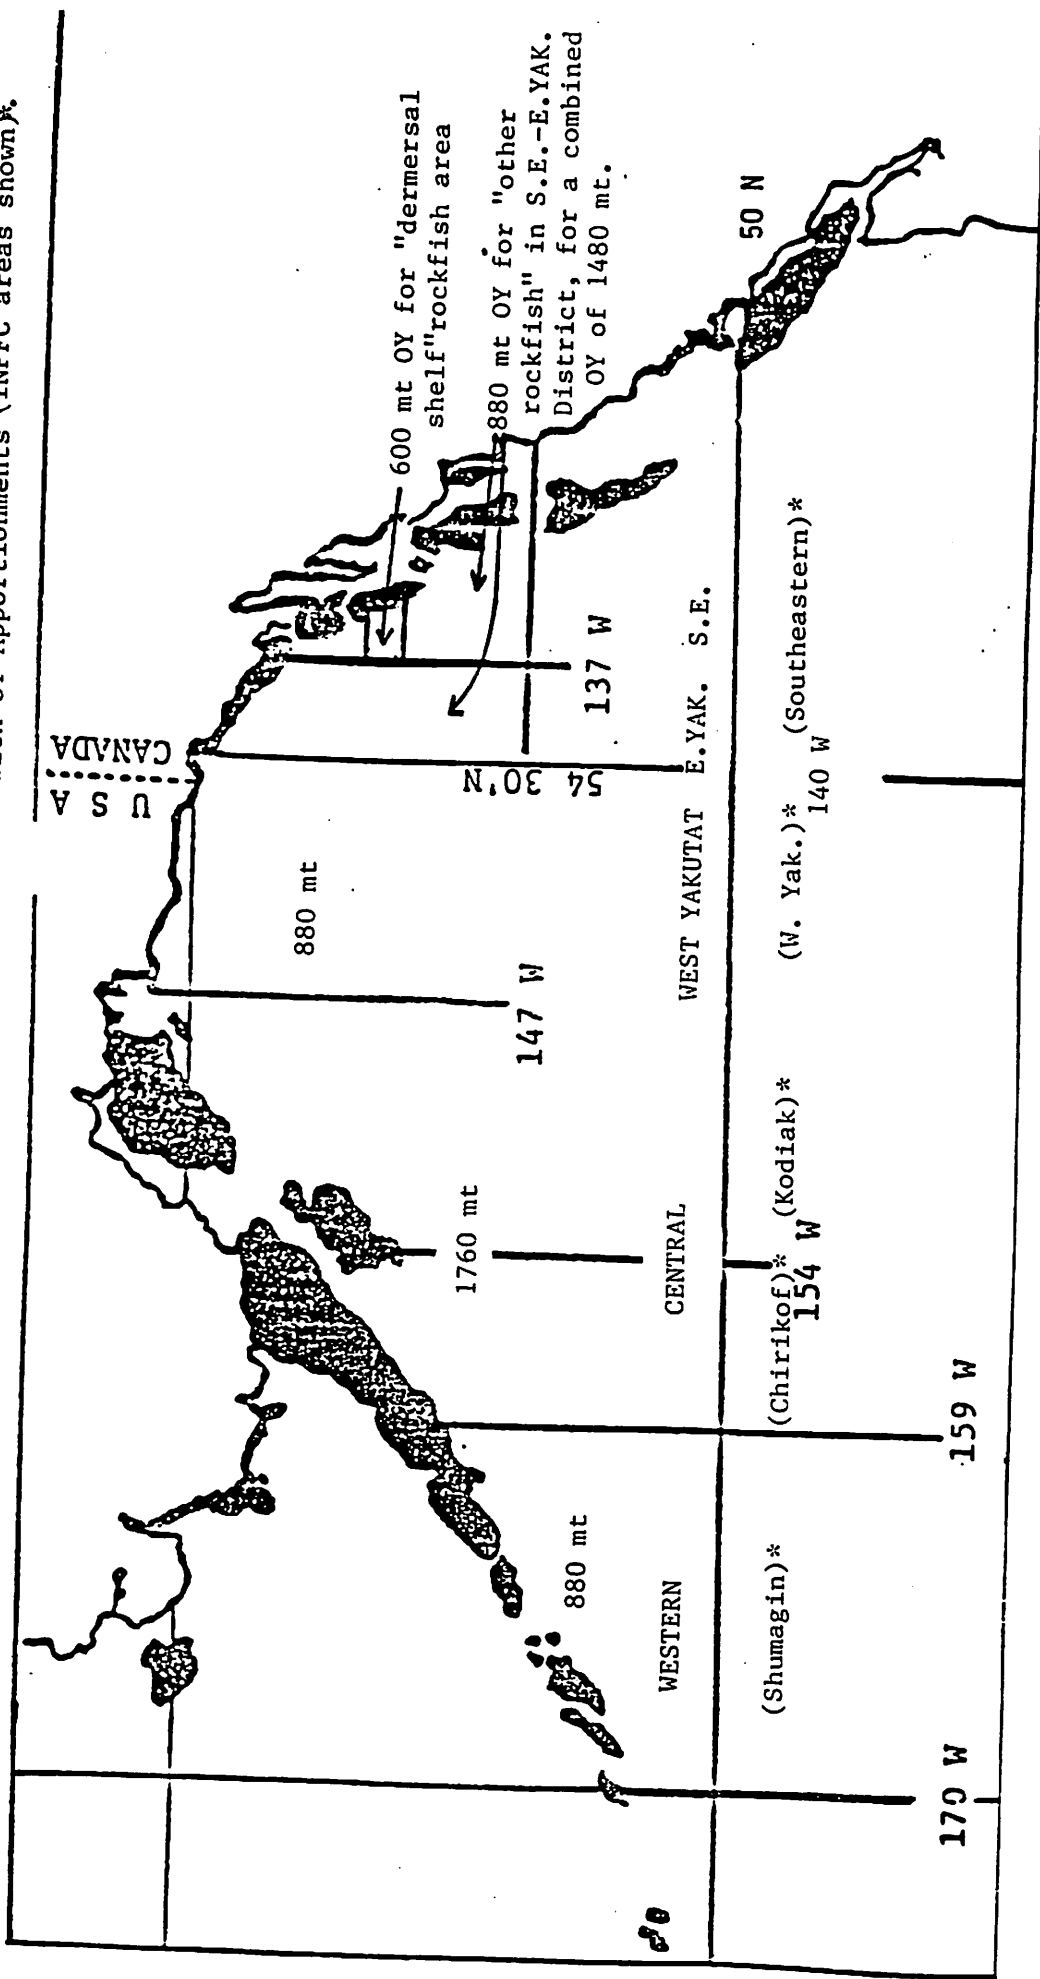 Apportionments (INPFC areas shown)*.
U S A
CANADA
600 mt OY for "dermersal
shelf"rockfish area
880 mt OY for "other
rockfish" in S.E.-E.YAK.
District, for a combined
OY of 1480 mt.
50 N
880 mt
147 W
137 W
54 30'N
1760 mt
880 mt
WESTERN
CENTRAL
WEST YAKUTAT
E.YAK.
S.E.
(Shumagin)*
(Chirikof)*
154 W
(Kodiak)*
(W. Yak.)*
140 W
(Southeastern)*
159 W
170 W